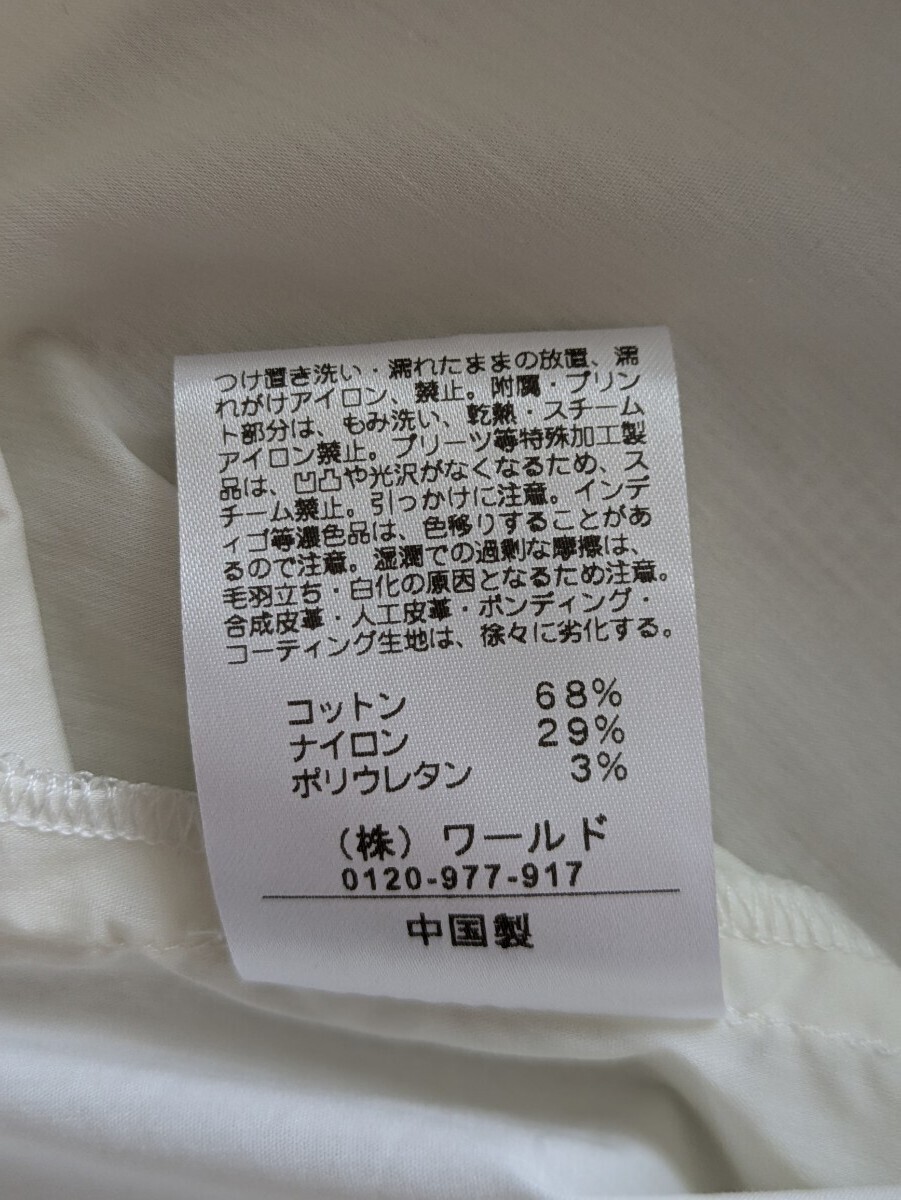 つけ置き洗い・濡れたままの放置、濡
れがけアイロン、禁止。附属・プリン
ト部分は、もみ洗い、乾熱・スチーム
アイロン禁止。プリーツ等特殊加工製
品は、凹凸や光沢がなくなるため、ス
チーム禁止。引っかけに注意。インデ
ィゴ等濃色品は、色移りすることがあ
るので注意。湿潤での過剰な摩擦は、
毛羽立ち・白化の原因となるため注意。
合成皮革・人工皮革・ボンディング・
コーティング生地は、徐々に劣化する。
コットン 68%
ナイロン 29%
ポリウレタン 3%
(株) ワールド
0120-977-917
中国製